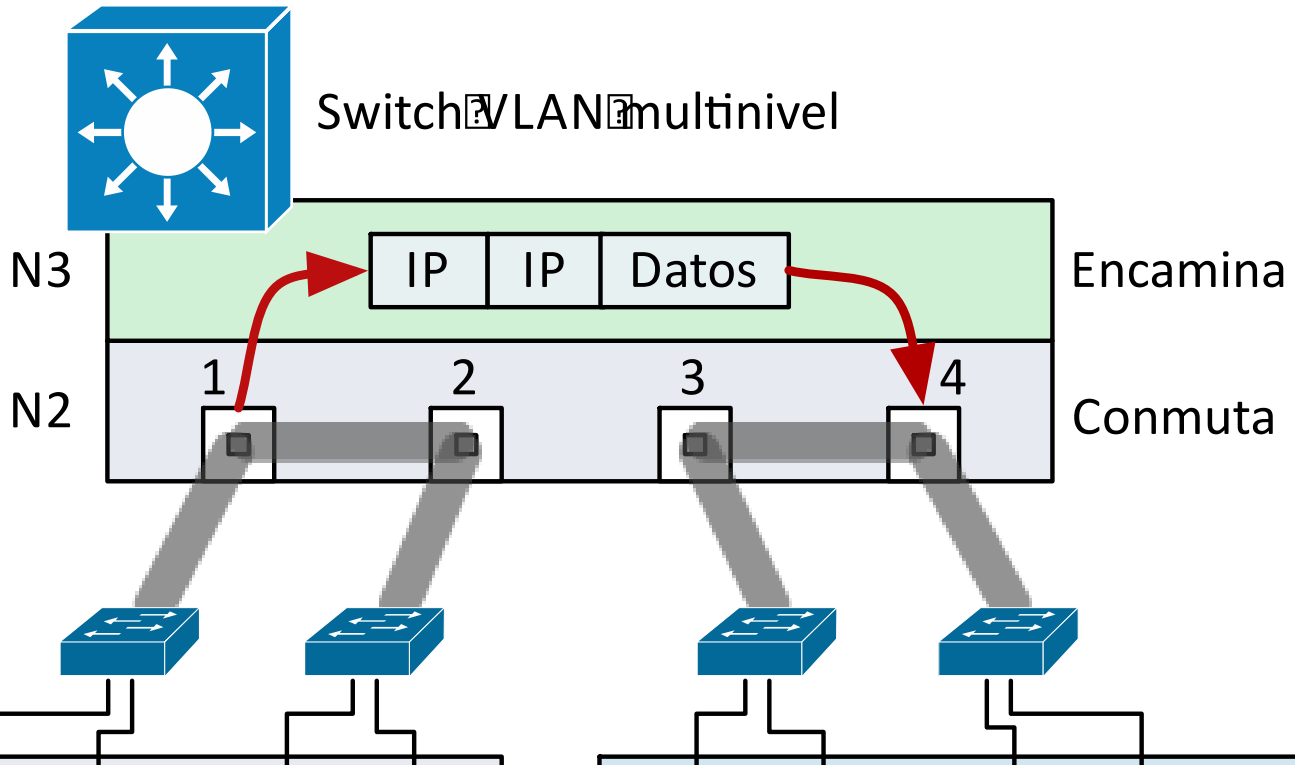 Switch⍰VLAN⍰multinivel
N3
IP IP Datos
Encamina
1 2 3 4
N2
Conmuta